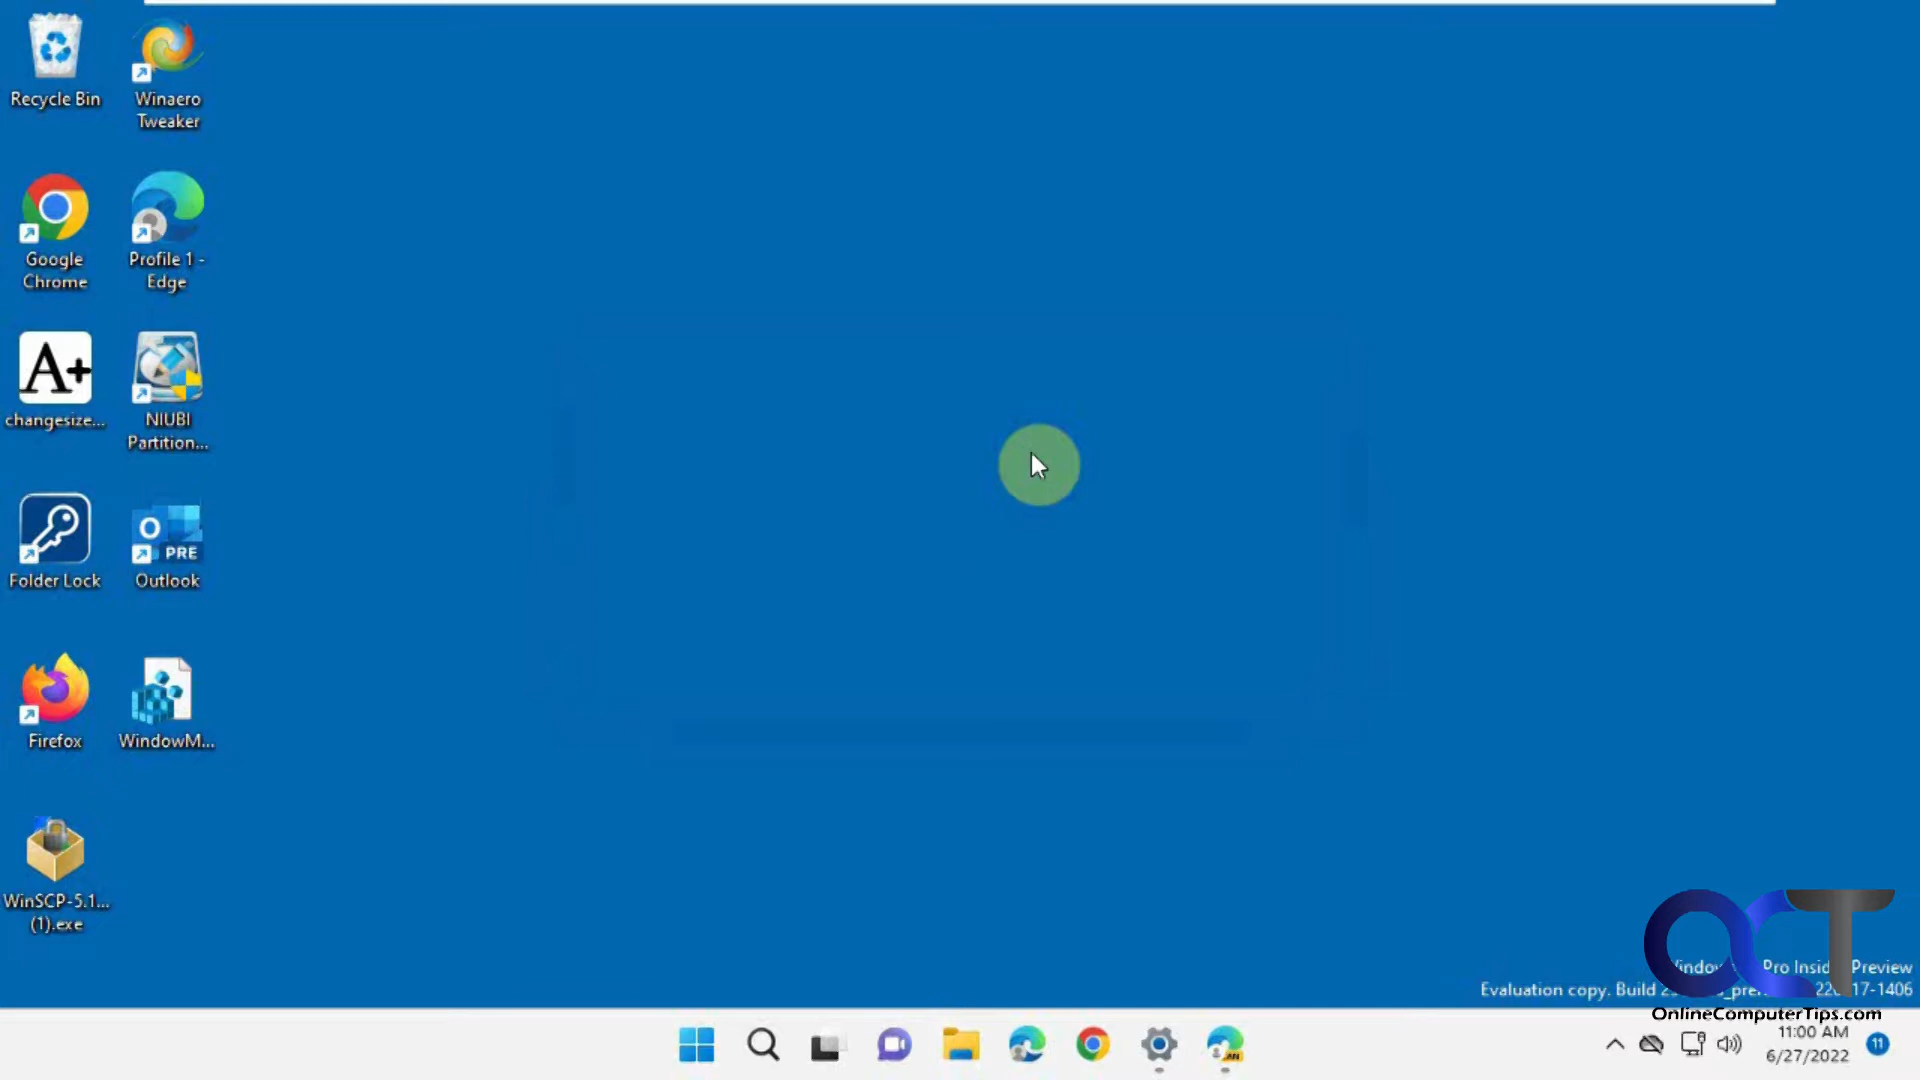 Recycle Bin
Winaero
Tweaker
Google
Chrome
Profile 1 -
Edge
A+
changesize...
NIUBI
Partition...
Folder Lock
O
PRE
Outlook
Firefox
WindowM...
WinSCP-5.1...
(1).exe
OCT
Pro Preview
Evaluation copy. Build 17-1406
OnlineComputerTips.com
11:00 AM
6/27/2022
11